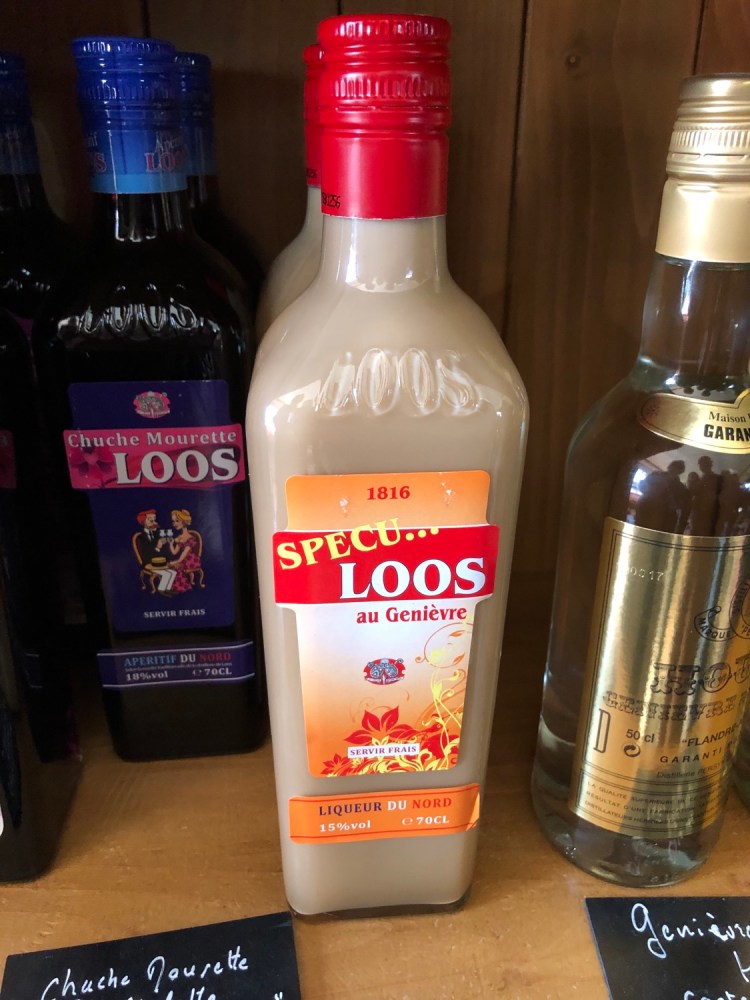 LOOS
Chuche Mourette
LOOS
SERVIR FRAIS
APERITIF DU NORD
18%vol ℮ 70CL
LOOS
1816
SPECU...
LOOS
au Genièvre
SERVIR FRAIS
LIQUEUR DU NORD
15%vol ℮ 70CL
Maison
GARAN
50 cl
"FLANDRE
GARANTI
Chuche Mourette
Genièvre